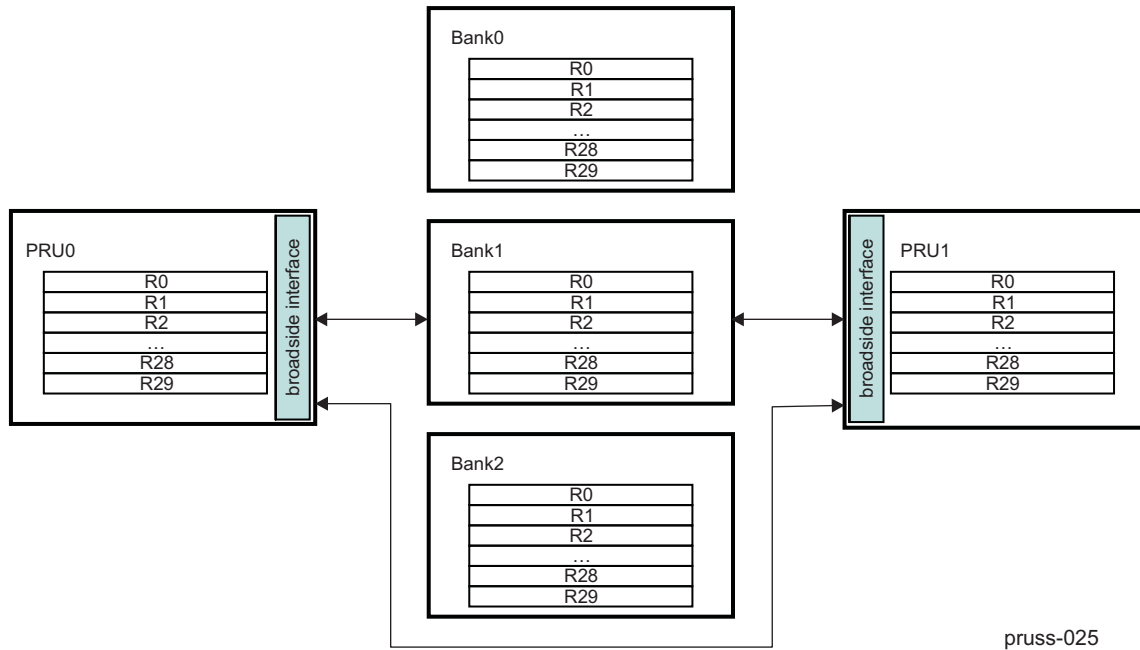 Bank0
R0
R1
R2
...
R28
R29
PRU0
R0
R1
R2
...
R28
R29
broadside interface
Bank1
R0
R1
R2
...
R28
R29
broadside interface
PRU1
R0
R1
R2
...
R28
R29
Bank2
R0
R1
R2
...
R28
R29
pruss-025